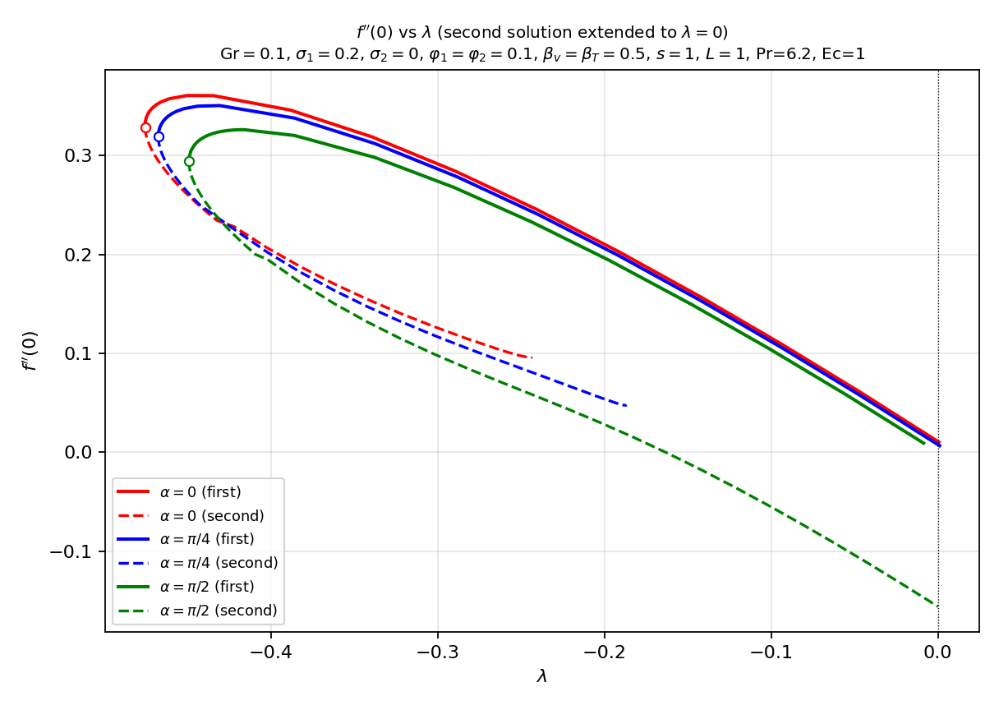 f''(0) vs λ (second solution extended to λ = 0)
Gr = 0.1, σ₁ = 0.2, σ₂ = 0, φ₁ = φ₂ = 0.1, βᵥ = β_T = 0.5, s = 1, L = 1, Pr=6.2, Ec=1
f''(0)
0.3
0.2
0.1
0.0
−0.1
α = 0 (first)
α = 0 (second)
α = π/4 (first)
α = π/4 (second)
α = π/2 (first)
α = π/2 (second)
−0.4 −0.3 −0.2 −0.1 0.0
λ